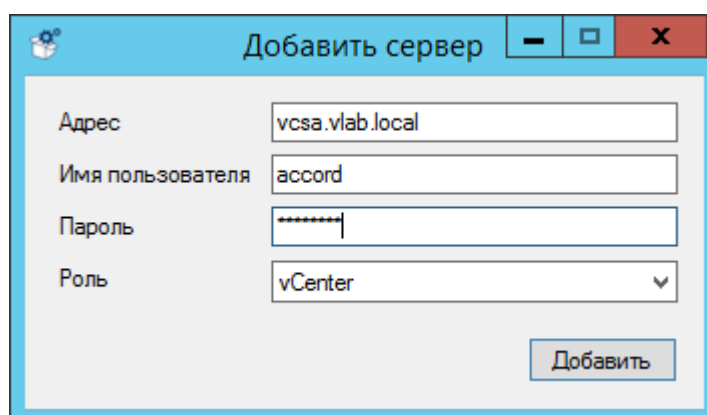 Добавить сервер
Адрес vcsa.vlab.local
Имя пользователя accord
Пароль ********
Роль vCenter
Добавить